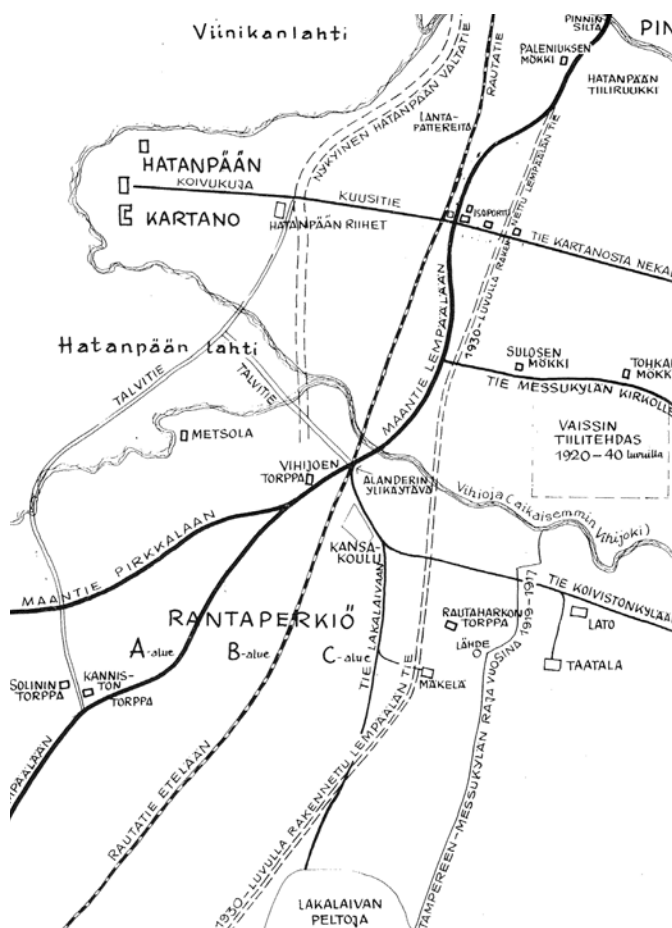 Viinikanlahti
PINNIN
SILTA
PIN
PALENIUKSEN
MÖKKI
HATANPÄÄN
TIILIRUUKKI
RAUTATIE
NYKYINEN HATANPÄÄN VALTATIE
LANTA-
PATTEREITA
HATANPÄÄN
KARTANO
KOIVUKUJA
KUUSITIE
HATANPÄÄN RIIHET
ISOPORTTI
TIE KARTANOSTA NEKA
1930-LUVULLA RAKENNETTU LEMPÄÄLÄN TIE
MAANTIE LEMPÄÄLÄÄN
Hatanpään lahti
TALVITIE
TALVITIE
SULOSEN
MÖKKI
TOHKA
MÖKK
TIE MESSUKYLÄN KIRKOLLE
METSOLA
VAISSIN
TIILITEHDAS
1920-40 luvuilla
VIHIJOEN
TORPPA
ALANDERIN
YLIKÄYTÄVÄ
Vihioja (aikaisemmin Vihijoki)
MAANTIE PIRKKALAAN
KANSA-
KOULU
TIE KOIVISTONKYLÄÄ
RANTAPERKIÖ
A-alue
B-alue
C-alue
TIE LAKALAIVAAN
RAUTAHARKON
TORPPA
LÄHDE
LATO
TAATALA
MÄKELÄ
SOLININ
TORPPA
KANNIS-
TON
TORPPA
MPÄÄLÄÄN
RAUTATIE ETELÄÄN
1930-LUVULLA RAKENNETTU LEMPÄÄLÄN TIE
TAMPEREEN-MESSUKYLÄN RAJA VUOSINA 1919-1917
LAKALAIVAN
PELTOJA